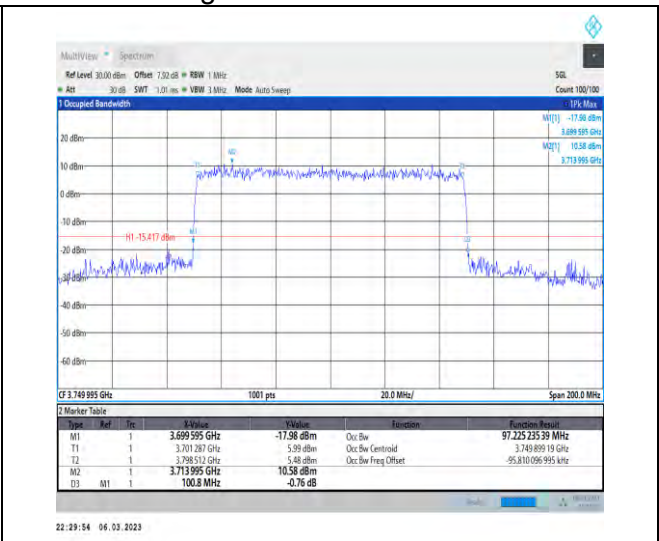 MultiView Spectrum
Ref Level 30.00 dBm Offset 7.92 dB RBW 1 MHz SGL
Att 30 dB SWT 1.01 ms VBW 3 MHz Mode Auto Sweep Count 100/100
1 Occupied Bandwidth 1Pk Max
M1[1] -17.98 dBm
3.699 595 GHz
M2[1] 10.58 dBm
3.713 995 GHz
20 dBm
M2
T1
T2
10 dBm
0 dBm
-10 dBm
M1
H1 -15.417 dBm
D3
-20 dBm
-30 dBm
-40 dBm
-50 dBm
-60 dBm
CF 3.749 995 GHz 1001 pts 20.0 MHz/ Span 200.0 MHz
2 Marker Table
Type Ref Trc X-Value Y-Value Function Function Result
M1 1 3.699 595 GHz -17.98 dBm Occ Bw 97.225 235 39 MHz
T1 1 3.701 287 GHz 5.99 dBm Occ Bw Centroid 3.749 899 19 GHz
T2 1 3.798 512 GHz 5.48 dBm Occ Bw Freq Offset -95.810 096 995 kHz
M2 1 3.713 995 GHz 10.58 dBm
D3 M1 1 100.8 MHz -0.76 dB
22:29:54 06.03.2023